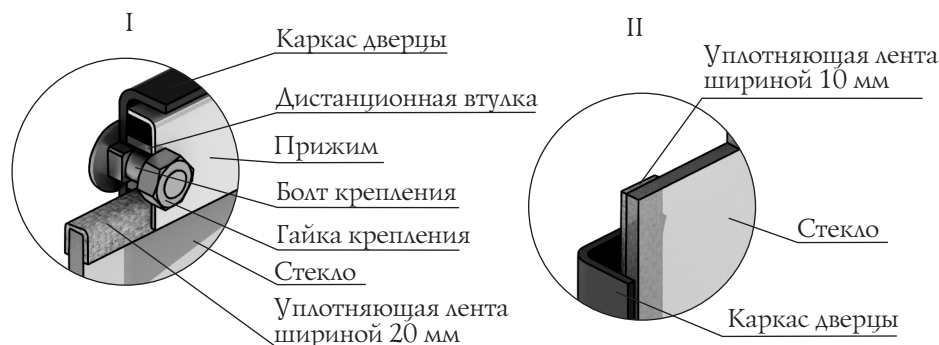 I
Каркас дверцы
Дистанционная втулка
Прижим
Болт крепления
Гайка крепления
Стекло
Уплотняющая лента
шириной 20 мм
II
Уплотняющая лента
шириной 10 мм
Стекло
Каркас дверцы